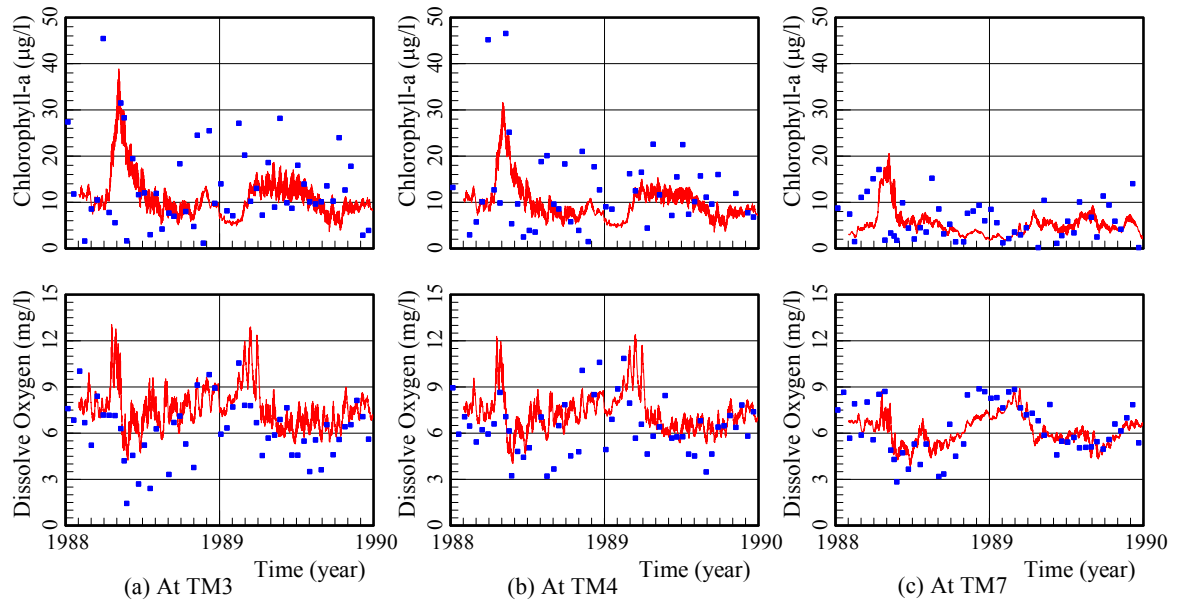 Chlorophyll-a (µg/l)
50
40
30
20
10
0
Chlorophyll-a (µg/l)
50
40
30
20
10
0
Chlorophyll-a (µg/l)
50
40
30
20
10
0
Dissolve Oxygen (mg/l)
15
12
9
6
3
0
Dissolve Oxygen (mg/l)
15
12
9
6
3
0
Dissolve Oxygen (mg/l)
15
12
9
6
3
0
1988 1989 1990
1988 1989 1990
1988 1989 1990
Time (year)
Time (year)
Time (year)
(a) At TM3
(b) At TM4
(c) At TM7